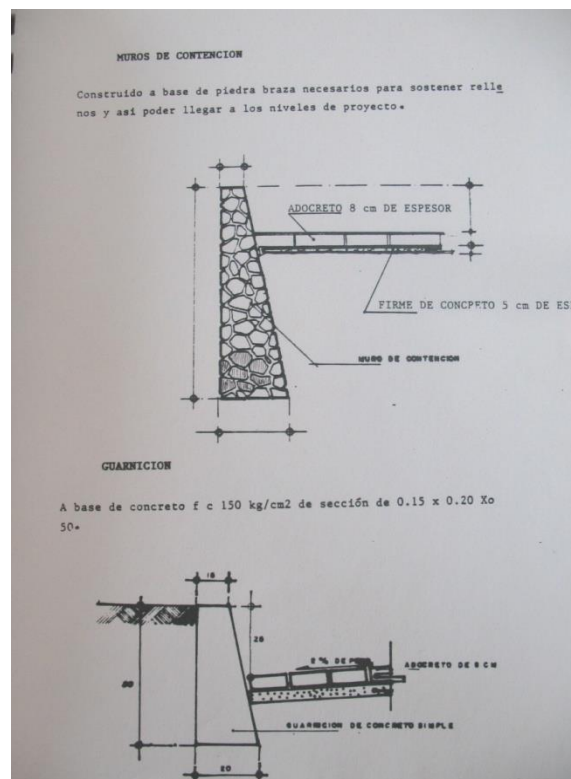 MUROS DE CONTENCION
Construido a base de piedra braza necesarios para sostener relle
nos y asi poder llegar a los niveles de proyecto.
ADOCRETO 8 cm DE ESPESOR
FIRME DE CONCRETO 5 cm DE ES
MURO DE CONTENCION
GUARNICION
A base de concreto f c 150 kg/cm2 de sección de 0.15 x 0.20 Xo
50.
15
25
2 % DE
ADOCRETO DE 8 CM
50
GUARNICION DE CONCRETO SIMPLE
20